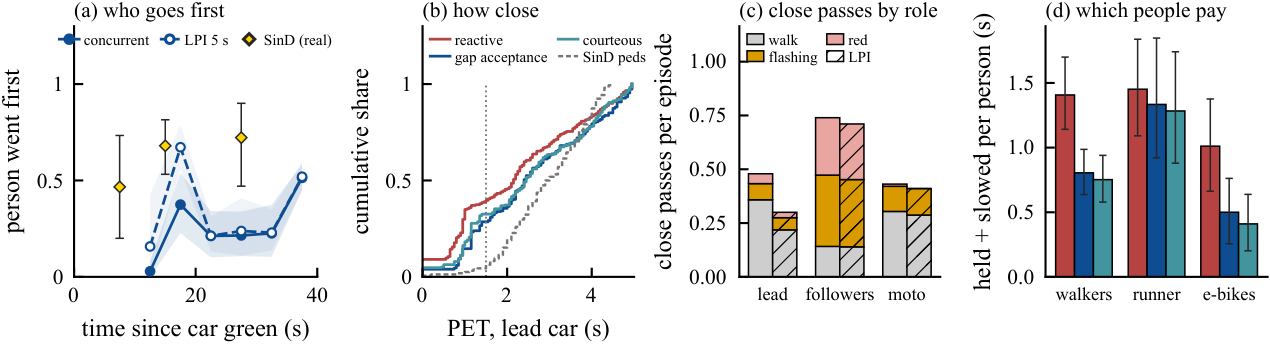 (a) who goes first
concurrent
LPI 5 s
SinD (real)
person went first
1
0.5
0
0
20
40
time since car green (s)
(b) how close
reactive
gap acceptance
courteous
SinD peds
cumulative share
1
0.5
0
0
2
4
PET, lead car (s)
(c) close passes by role
walk
flashing
red
LPI
close passes per episode
1.00
0.75
0.50
0.25
0.00
lead
followers
moto
(d) which people pay
held + slowed per person (s)
1.5
1.0
0.5
0.0
walkers
runner
e-bikes